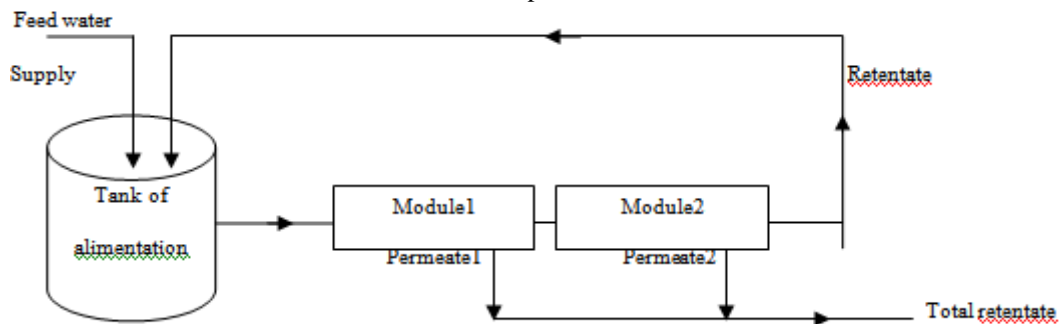 Feed water
Supply
Retentate
Tank of
alimentation
Module1
Module2
Permeate1
Permeate2
Total retentate